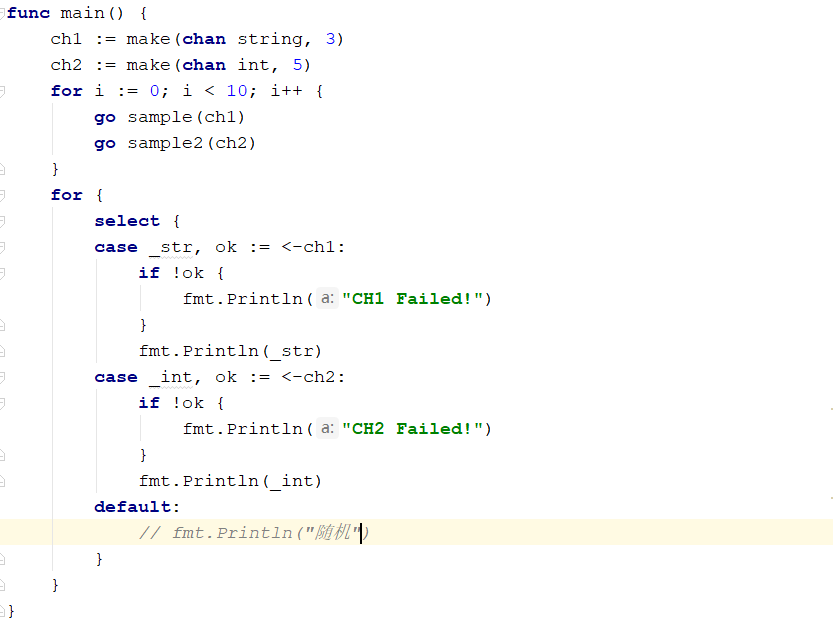 func main() {
    ch1 := make(chan string, 3)
    ch2 := make(chan int, 5)
    for i := 0; i < 10; i++ {
        go sample(ch1)
        go sample2(ch2)
    }
    for {
        select {
        case _str, ok := <-ch1:
            if !ok {
                fmt.Println( a: "CH1 Failed!")
            }
            fmt.Println(_str)
        case _int, ok := <-ch2:
            if !ok {
                fmt.Println( a: "CH2 Failed!")
            }
            fmt.Println(_int)
        default:
            // fmt.Println("随机")
        }
    }
}